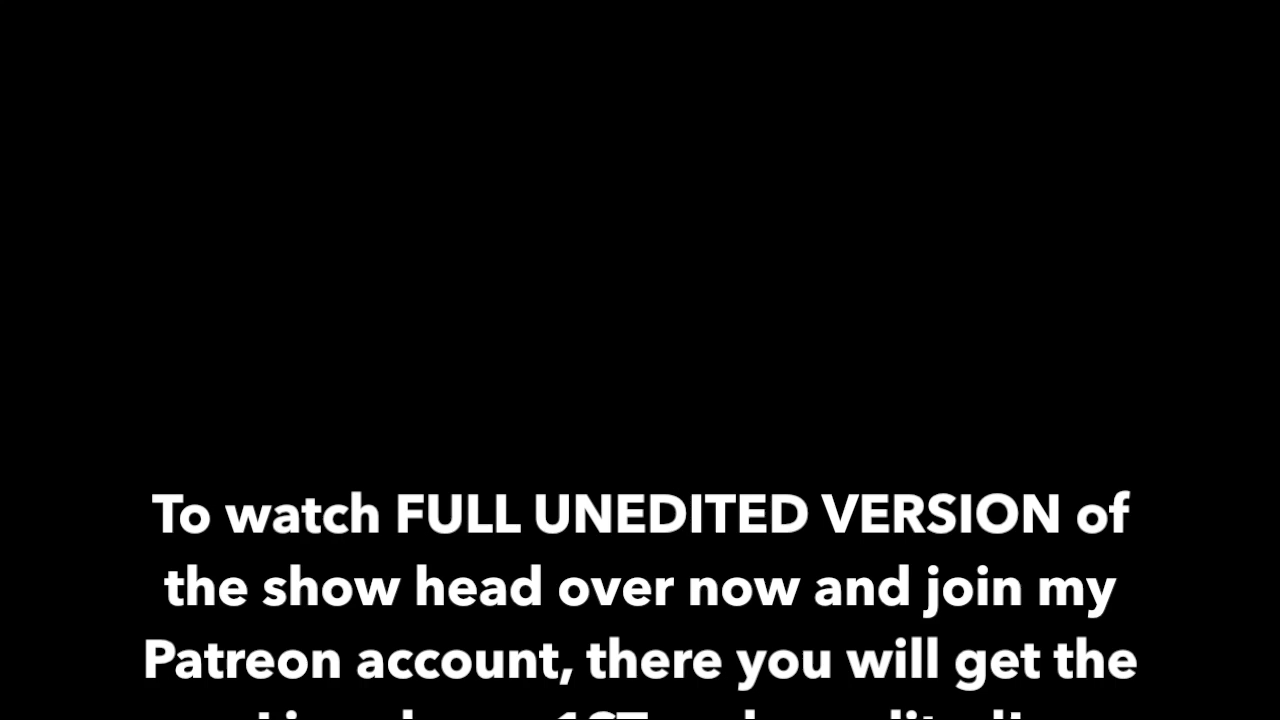 To watch FULL UNEDITED VERSION of
the show head over now and join my
Patreon account, there you will get the